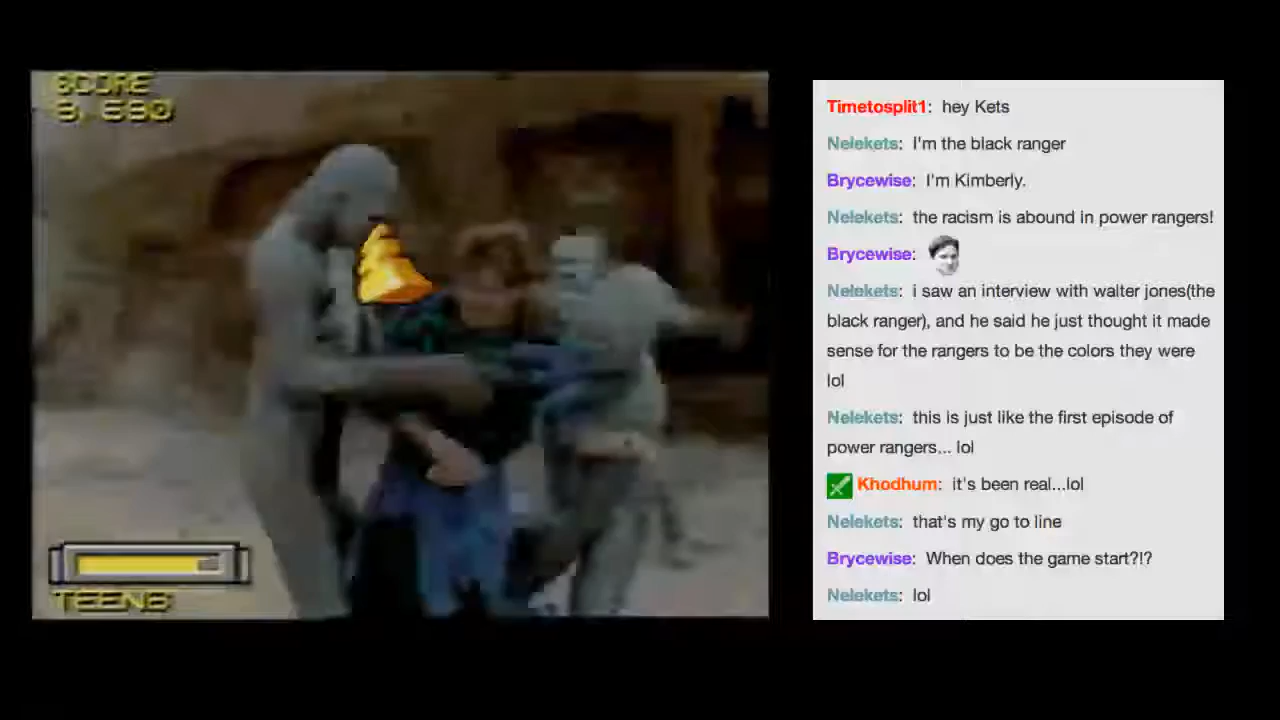 SCORE
9,590
TEENS
Timetosplit1: hey Kets
Nelekets: I'm the black ranger
Brycewise: I'm Kimberly.
Nelekets: the racism is abound in power rangers!
Brycewise:
Nelekets: i saw an interview with walter jones(the
black ranger), and he said he just thought it made
sense for the rangers to be the colors they were
lol
Nelekets: this is just like the first episode of
power rangers... lol
Khodhum: it's been real...lol
Nelekets: that's my go to line
Brycewise: When does the game start?!?
Nelekets: lol